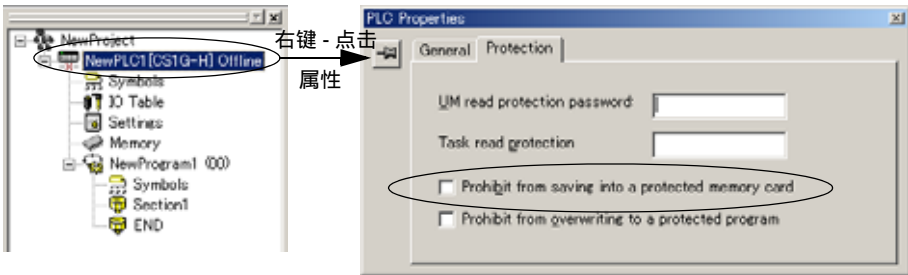 NewProject
NewPLC1[CS1G-H] Offline
Symbols
IO Table
Settings
Memory
NewProgram1 (00)
Symbols
Section1
END
右键 - 点击
属性
PLC Properties
General Protection
UM read protection password
Task read protection
Prohibit from saving into a protected memory card
Prohibit from overwriting to a protected program